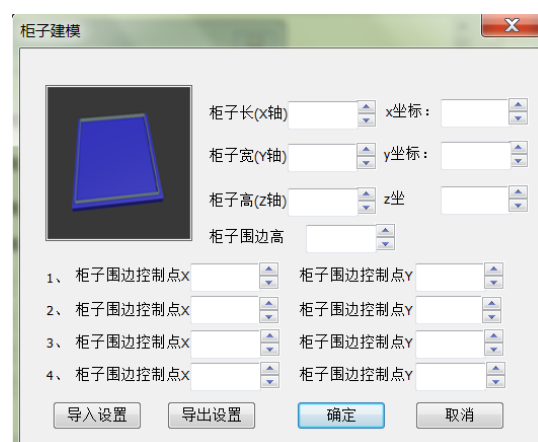 柜子建模
柜子长(X轴) x坐标：
柜子宽(Y轴) y坐标：
柜子高(Z轴) z坐
柜子围边高
1、 柜子围边控制点X 柜子围边控制点Y
2、 柜子围边控制点X 柜子围边控制点Y
3、 柜子围边控制点X 柜子围边控制点Y
4、 柜子围边控制点X 柜子围边控制点Y
导入设置 导出设置 确定 取消